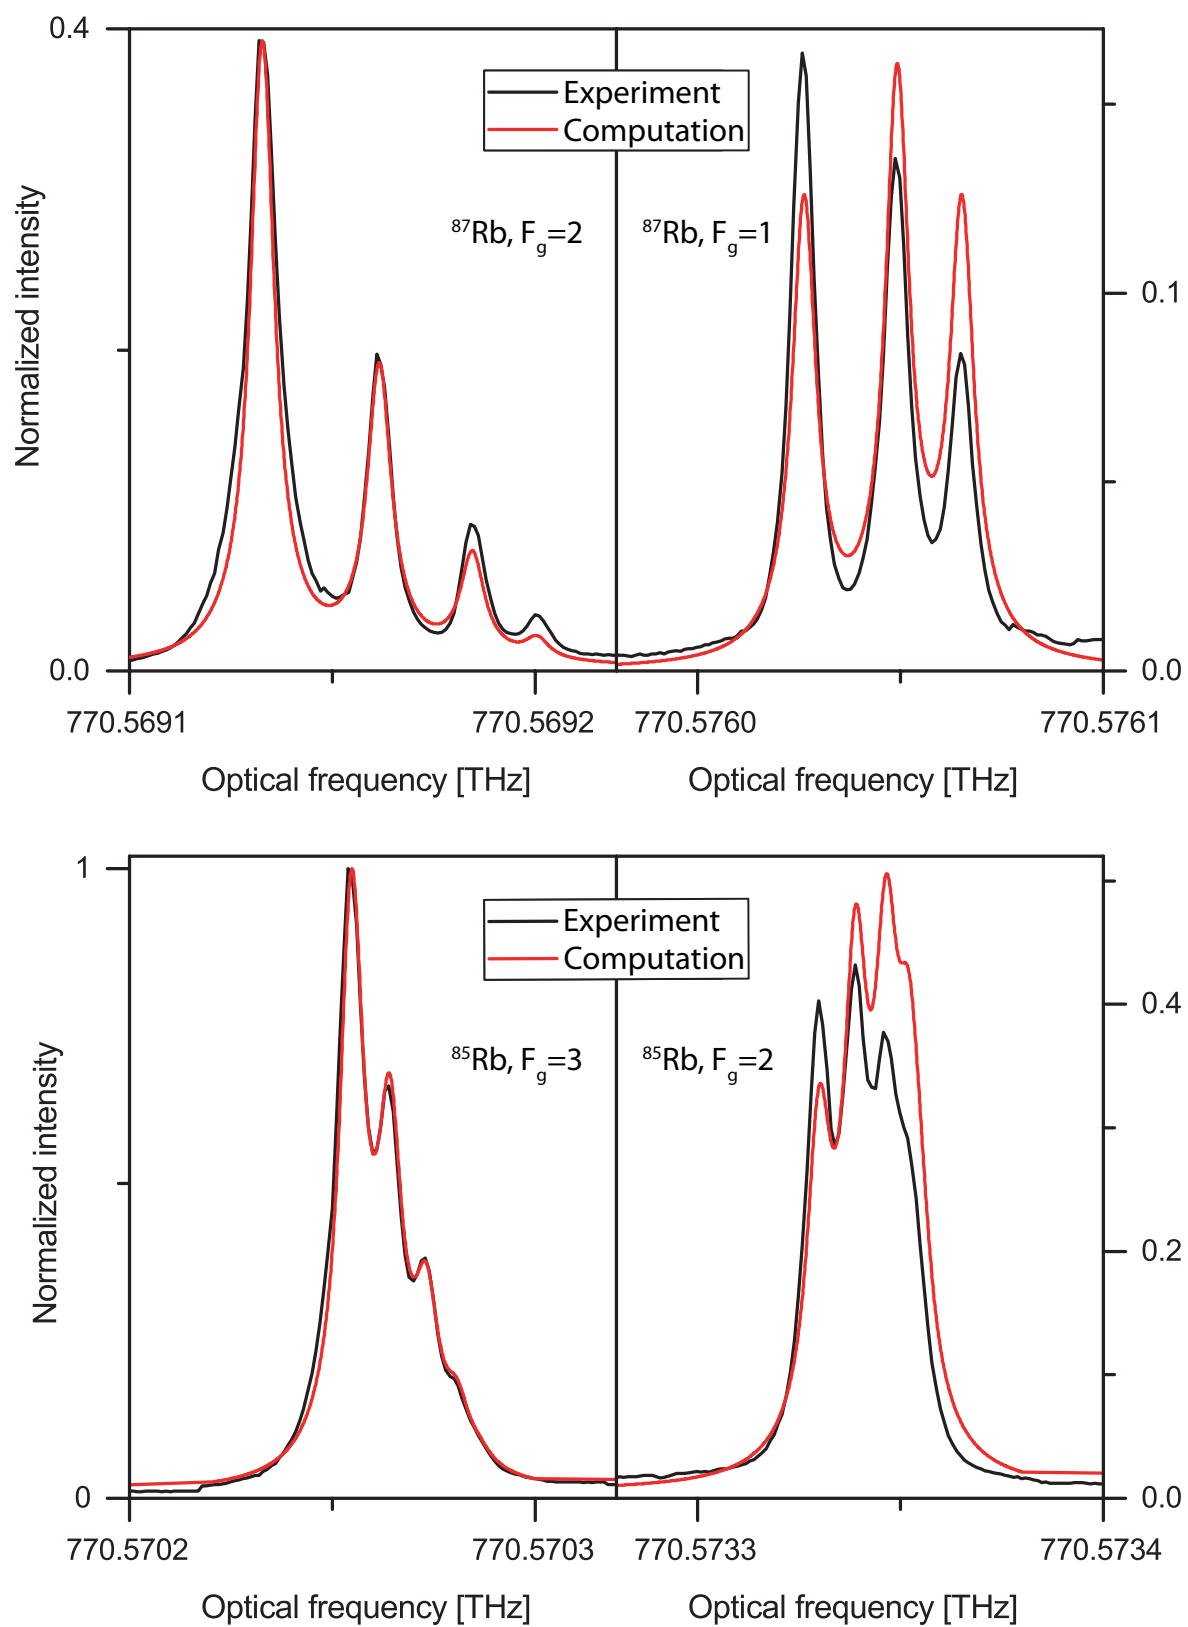 0.4
Experiment
Computation
⁸⁷Rb, Fg=2
⁸⁷Rb, Fg=1
Normalized intensity
0.1
0.0
0.0
770.5691
770.5692
770.5760
770.5761
Optical frequency [THz]
Optical frequency [THz]
1
Experiment
Computation
⁸⁵Rb, Fg=3
⁸⁵Rb, Fg=2
Normalized intensity
0.4
0.2
0
0.0
770.5702
770.5703
770.5733
770.5734
Optical frequency [THz]
Optical frequency [THz]